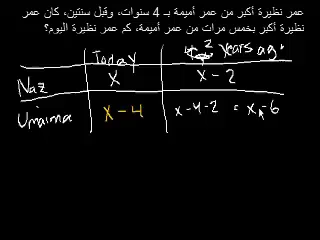 عمر نظيرة أكبر من عمر أميمة بـ 4 سنوات، وقبل سنتين، كان عمر
نظيرة أكبر بخمس مرات من عمر أميمة، كم عمر نظيرة اليوم؟
Today 2 years ago
Naz x x - 2
Umaima x - 4 x - 4 - 2 = x - 6